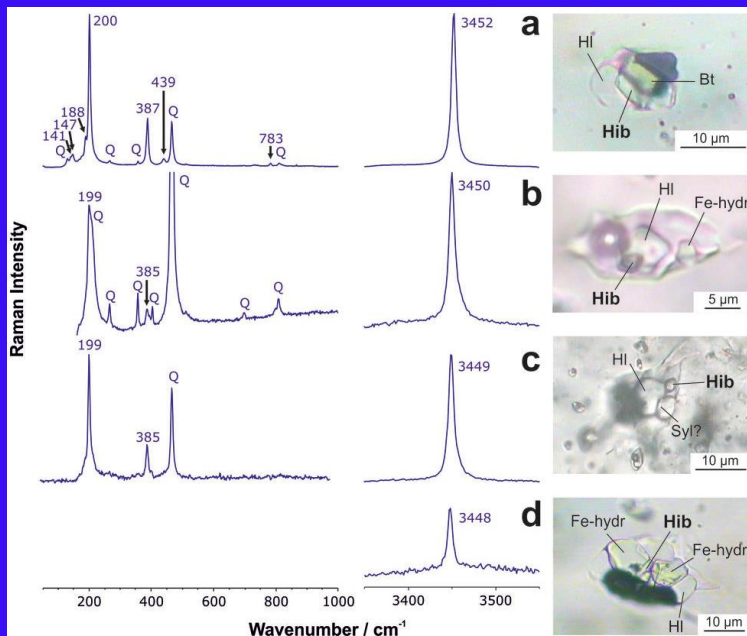 200
a
3452
439
387
188
147
141
Q
Q
Q
Q
783
Q
Hl
Bt
Hib
10 µm
199
Q
Q
Q
385
Q
Q
Q
Q
b
3450
Hl
Fe-hydr
Hib
5 µm
199
385
Q
c
3449
Hl
Hib
Syl?
10 µm
d
3448
Fe-hydr
Hib
Fe-hydr
Hl
10 µm
Raman Intensity
200 400 600 800 1000 3400 3500
Wavenumber / cm⁻¹